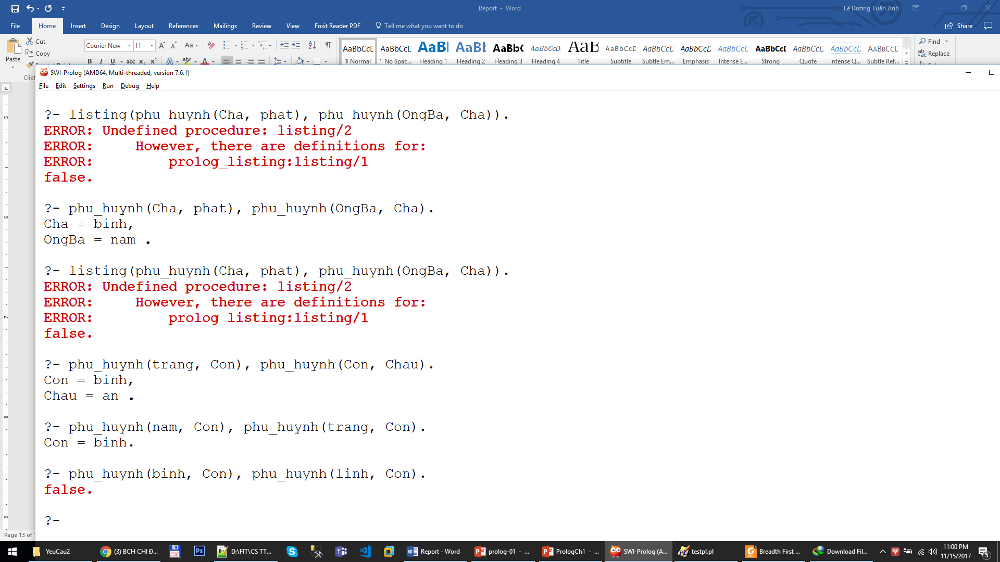 Report - Word
Lê Dương Tuấn Anh
File Home Insert Design Layout References Mailings Review View Foxit Reader PDF Tell me what you want to do Share
Paste
Cut
Copy
Courier New 11
AaBbCcD AaBbCcD AaBb AaBbC AaBbC AaBbCcD AaB AaBbCcD AaBbCcD AaBbCcD AaBbCcD AaBbCcD AaBbCcD AaBbCcD AaBbCcD
¶ Normal ¶ No Spac... Heading 1 Heading 2 Heading 3 Heading 4 Title Subtitle Subtle Em... Emphasis Intense E... Strong Quote Intense Q... Subtle Ref...
Find
Replace
SWI-Prolog (AMD64, Multi-threaded, version 7.6.1)
File Edit Settings Run Debug Help
?- listing(phu_huynh(Cha, phat), phu_huynh(OngBa, Cha)).
ERROR: Undefined procedure: listing/2
ERROR: However, there are definitions for:
ERROR: prolog_listing:listing/1
false.
?- phu_huynh(Cha, phat), phu_huynh(OngBa, Cha).
Cha = binh,
OngBa = nam .
?- listing(phu_huynh(Cha, phat), phu_huynh(OngBa, Cha)).
ERROR: Undefined procedure: listing/2
ERROR: However, there are definitions for:
ERROR: prolog_listing:listing/1
false.
?- phu_huynh(trang, Con), phu_huynh(Con, Chau).
Con = binh,
Chau = an .
?- phu_huynh(nam, Con), phu_huynh(trang, Con).
Con = binh.
?- phu_huynh(binh, Con), phu_huynh(linh, Con).
false.
?-
Page 13 of
YeuCau2 (3) BCH CHI Đ... D:\FIT\CS TT... Report - Word prolog-01 - ... PrologCh1 - ... SWI-Prolog (A... testpl.pl Breadth First ... Download Fil...
11:00 PM
11/15/2017
5